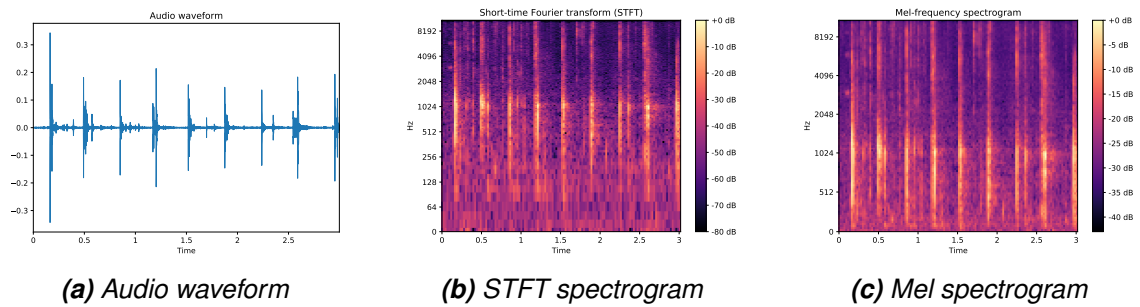 Audio waveform
0.3
0.2
0.1
0.0
−0.1
−0.2
−0.3
0
0.5
1
1.5
2
2.5
Time
(a) Audio waveform
Short-time Fourier transform (STFT)
Hz
8192
4096
2048
1024
512
256
128
64
0
0
0.5
1
1.5
2
2.5
3
Time
+0 dB
-10 dB
-20 dB
-30 dB
-40 dB
-50 dB
-60 dB
-70 dB
-80 dB
(b) STFT spectrogram
Mel-frequency spectrogram
Hz
8192
4096
2048
1024
512
0
0
0.5
1
1.5
2
2.5
3
Time
+0 dB
-5 dB
-10 dB
-15 dB
-20 dB
-25 dB
-30 dB
-35 dB
-40 dB
(c) Mel spectrogram